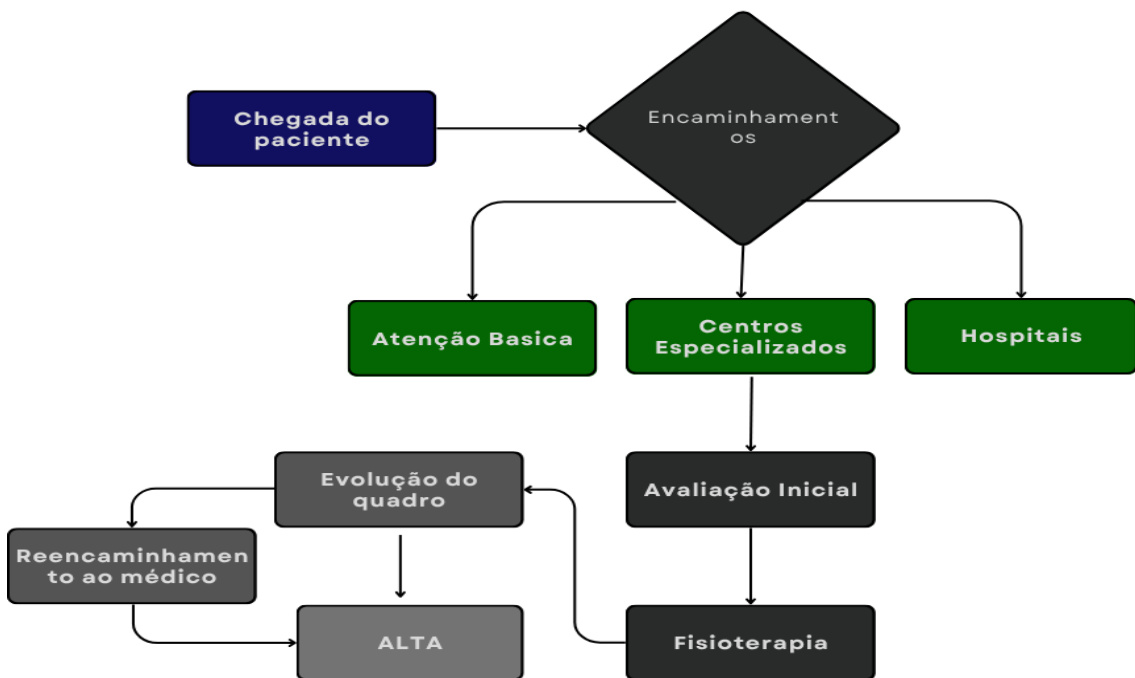 Chegada do
paciente
Encaminhament
os
Atenção Basica
Centros
Especializados
Hospitais
Evolução do
quadro
Avaliação Inicial
Reencaminhamen
to ao médico
ALTA
Fisioterapia